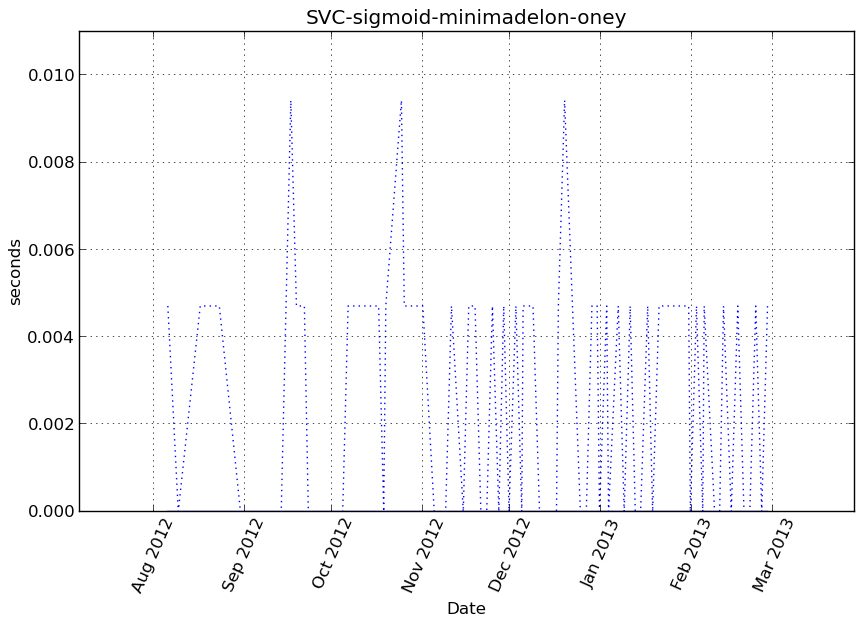 SVC-sigmoid-minimadelon-oney
0.010
0.008
0.006
0.004
0.002
0.000
seconds
Aug 2012
Sep 2012
Oct 2012
Nov 2012
Dec 2012
Jan 2013
Feb 2013
Mar 2013
Date